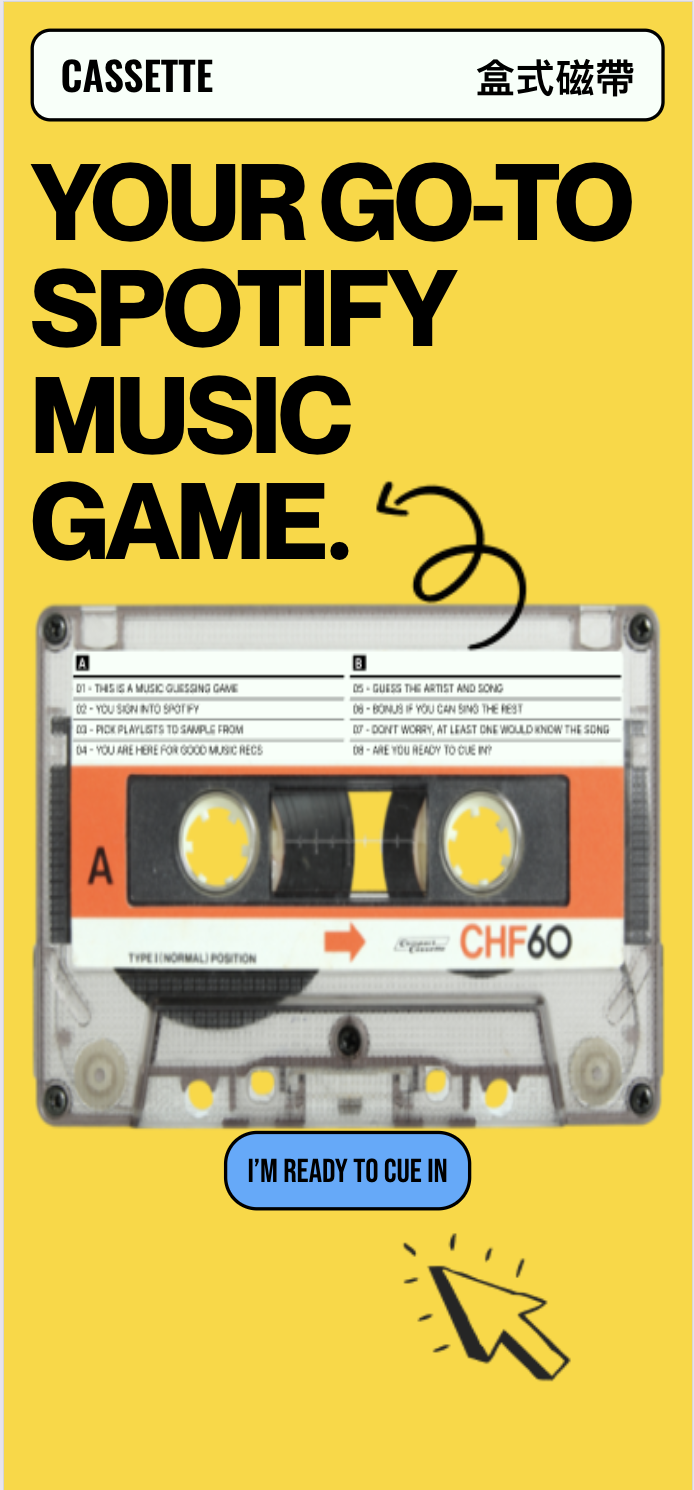 CASSETTE 盒式磁帶
YOUR GO-TO
SPOTIFY
MUSIC
GAME.
A
01 - THIS IS A MUSIC GUESSING GAME
02 - YOU SIGN INTO SPOTIFY
03 - PICK PLAYLISTS TO SAMPLE FROM
04 - YOU ARE HERE FOR GOOD MUSIC RECS
B
05 - GUESS THE ARTIST AND SONG
06 - BONUS IF YOU CAN SING THE REST
07 - DON'T WORRY, AT LEAST ONE WOULD KNOW THE SONG
08 - ARE YOU READY TO CUE IN?
A
TYPE I (NORMAL) POSITION
Compact Cassette
CHF60
I'M READY TO CUE IN